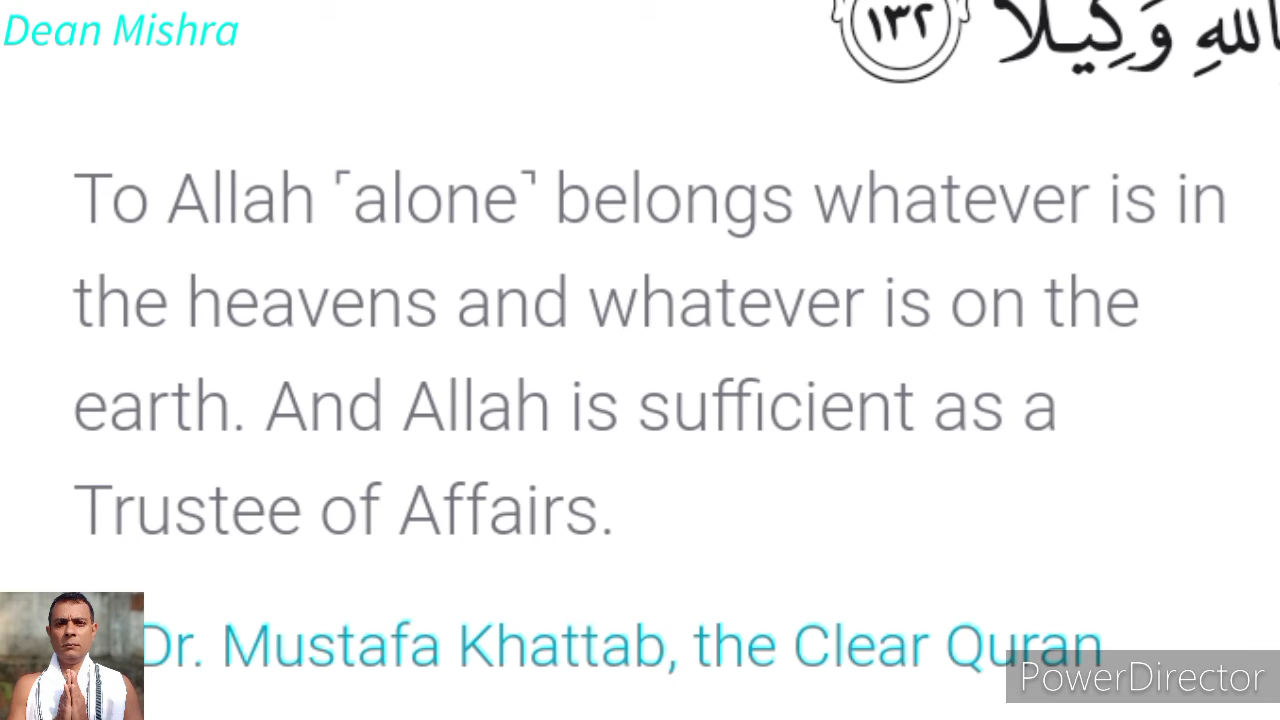 Dean Mishra
اللهِ وَكِيلًا ١٣٢
To Allah ˹alone˺ belongs whatever is in
the heavens and whatever is on the
earth. And Allah is sufficient as a
Trustee of Affairs.
Dr. Mustafa Khattab, the Clear Quran
PowerDirector